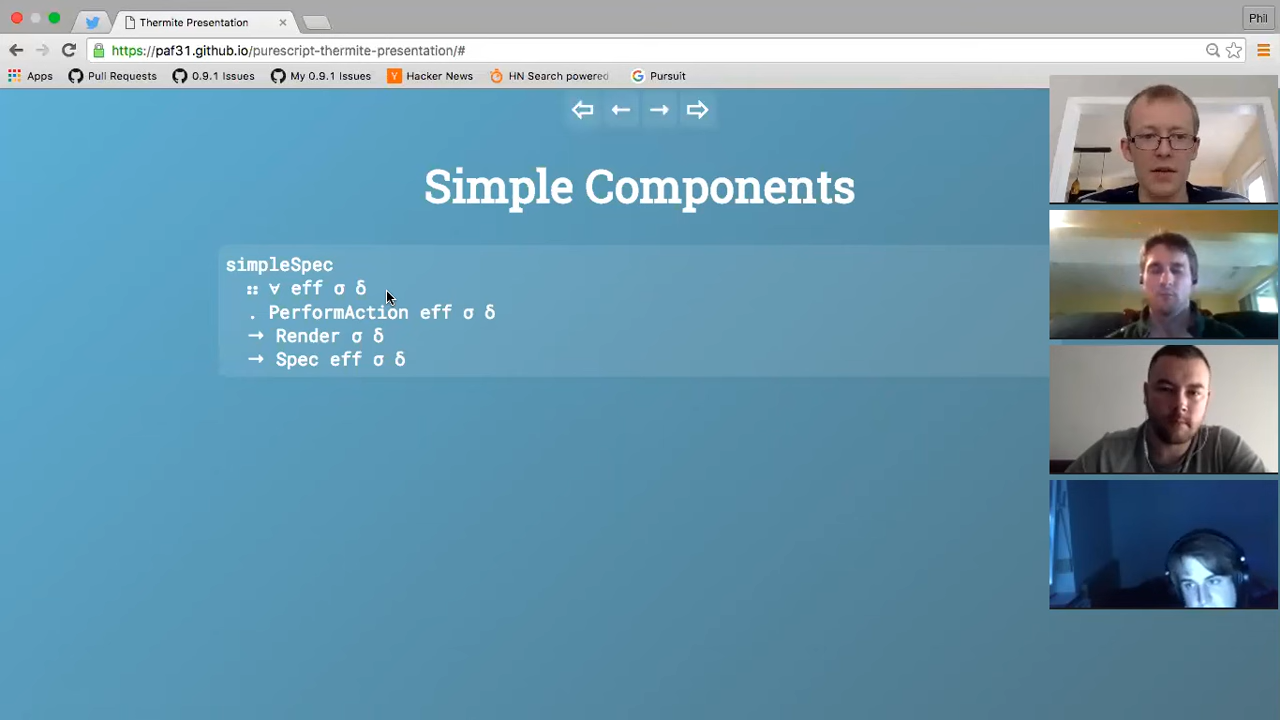 Thermite Presentation
Phil
https://paf31.github.io/purescript-thermite-presentation/#
Apps Pull Requests 0.9.1 Issues My 0.9.1 Issues Hacker News HN Search powered Pursuit
Simple Components
simpleSpec
∷ ∀ eff σ δ
. PerformAction eff σ δ
→ Render σ δ
→ Spec eff σ δ